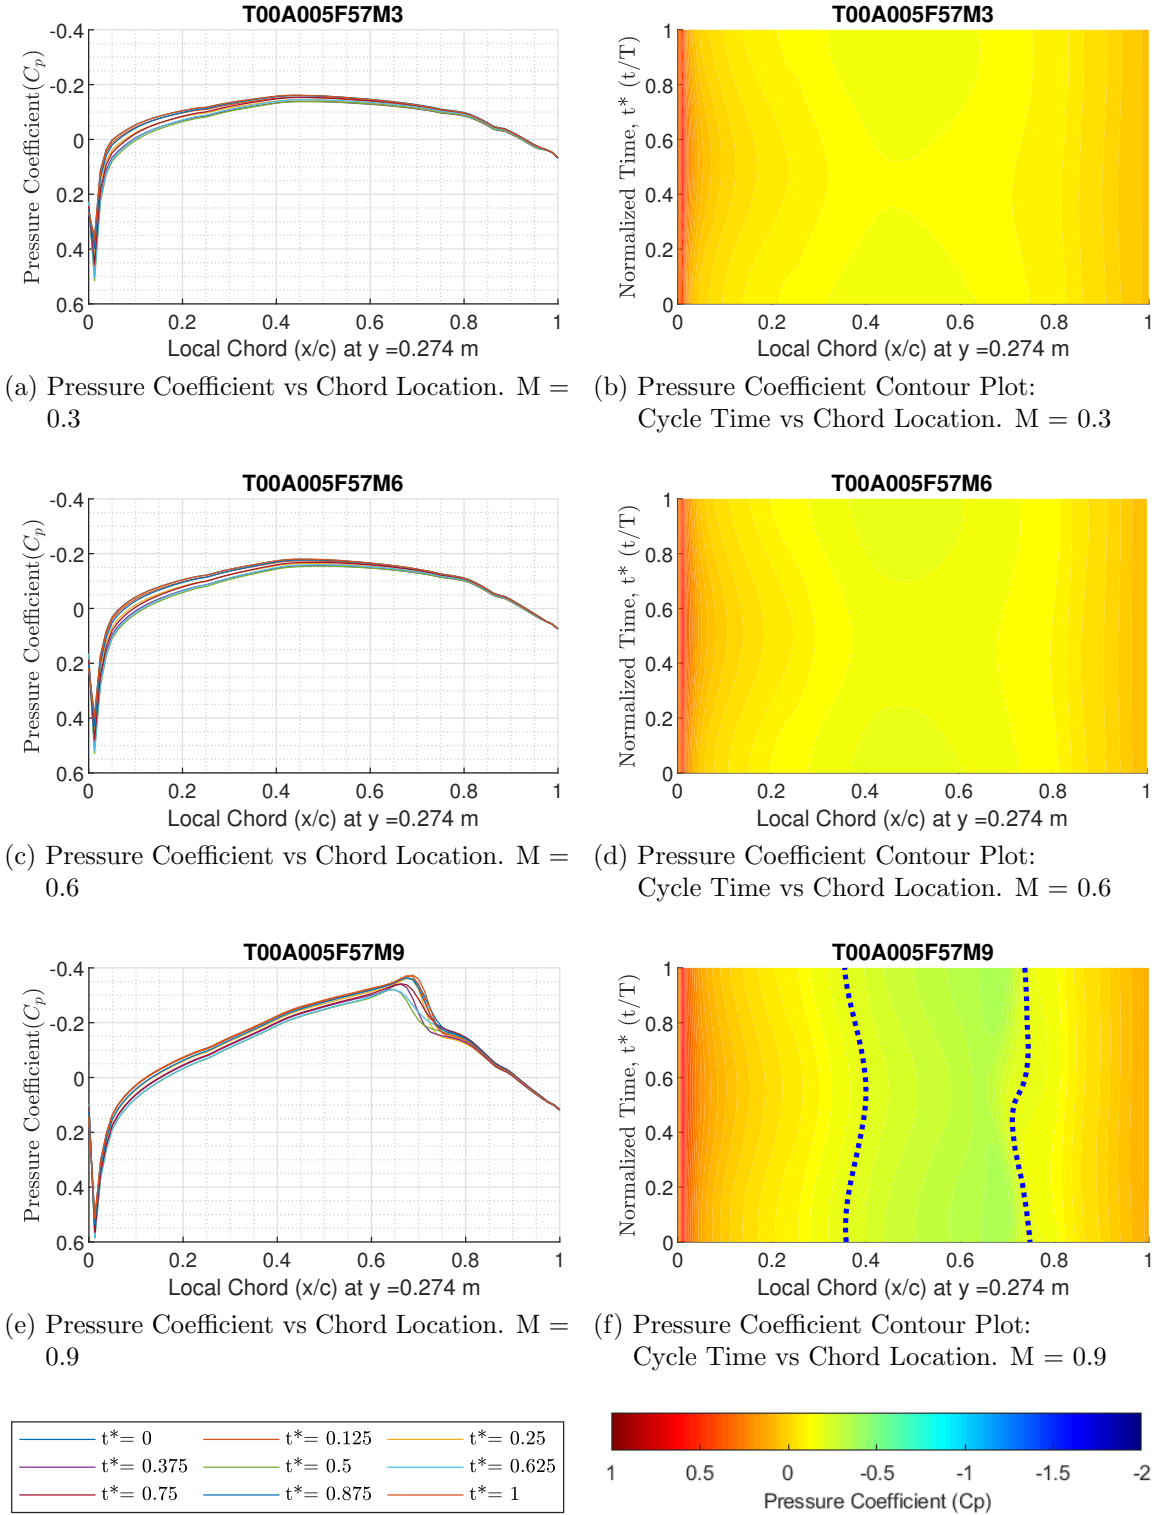 T00A005F57M3
-0.4
-0.2
0
0.2
0.4
0.6
Pressure Coefficient(Cp)
0 0.2 0.4 0.6 0.8 1
Local Chord (x/c) at y =0.274 m
(a) Pressure Coefficient vs Chord Location. M =
0.3
T00A005F57M3
1
0.8
0.6
0.4
0.2
0
Normalized Time, t* (t/T)
0 0.2 0.4 0.6 0.8 1
Local Chord (x/c) at y =0.274 m
(b) Pressure Coefficient Contour Plot:
Cycle Time vs Chord Location. M = 0.3
T00A005F57M6
-0.4
-0.2
0
0.2
0.4
0.6
Pressure Coefficient(Cp)
0 0.2 0.4 0.6 0.8 1
Local Chord (x/c) at y =0.274 m
(c) Pressure Coefficient vs Chord Location. M =
0.6
T00A005F57M6
1
0.8
0.6
0.4
0.2
0
Normalized Time, t* (t/T)
0 0.2 0.4 0.6 0.8 1
Local Chord (x/c) at y =0.274 m
(d) Pressure Coefficient Contour Plot:
Cycle Time vs Chord Location. M = 0.6
T00A005F57M9
-0.4
-0.2
0
0.2
0.4
0.6
Pressure Coefficient(Cp)
0 0.2 0.4 0.6 0.8 1
Local Chord (x/c) at y =0.274 m
(e) Pressure Coefficient vs Chord Location. M =
0.9
T00A005F57M9
1
0.8
0.6
0.4
0.2
0
Normalized Time, t* (t/T)
0 0.2 0.4 0.6 0.8 1
Local Chord (x/c) at y =0.274 m
(f) Pressure Coefficient Contour Plot:
Cycle Time vs Chord Location. M = 0.9
t*= 0 t*= 0.125 t*= 0.25
t*= 0.375 t*= 0.5 t*= 0.625
t*= 0.75 t*= 0.875 t*= 1
1 0.5 0 -0.5 -1 -1.5 -2
Pressure Coefficient (Cp)